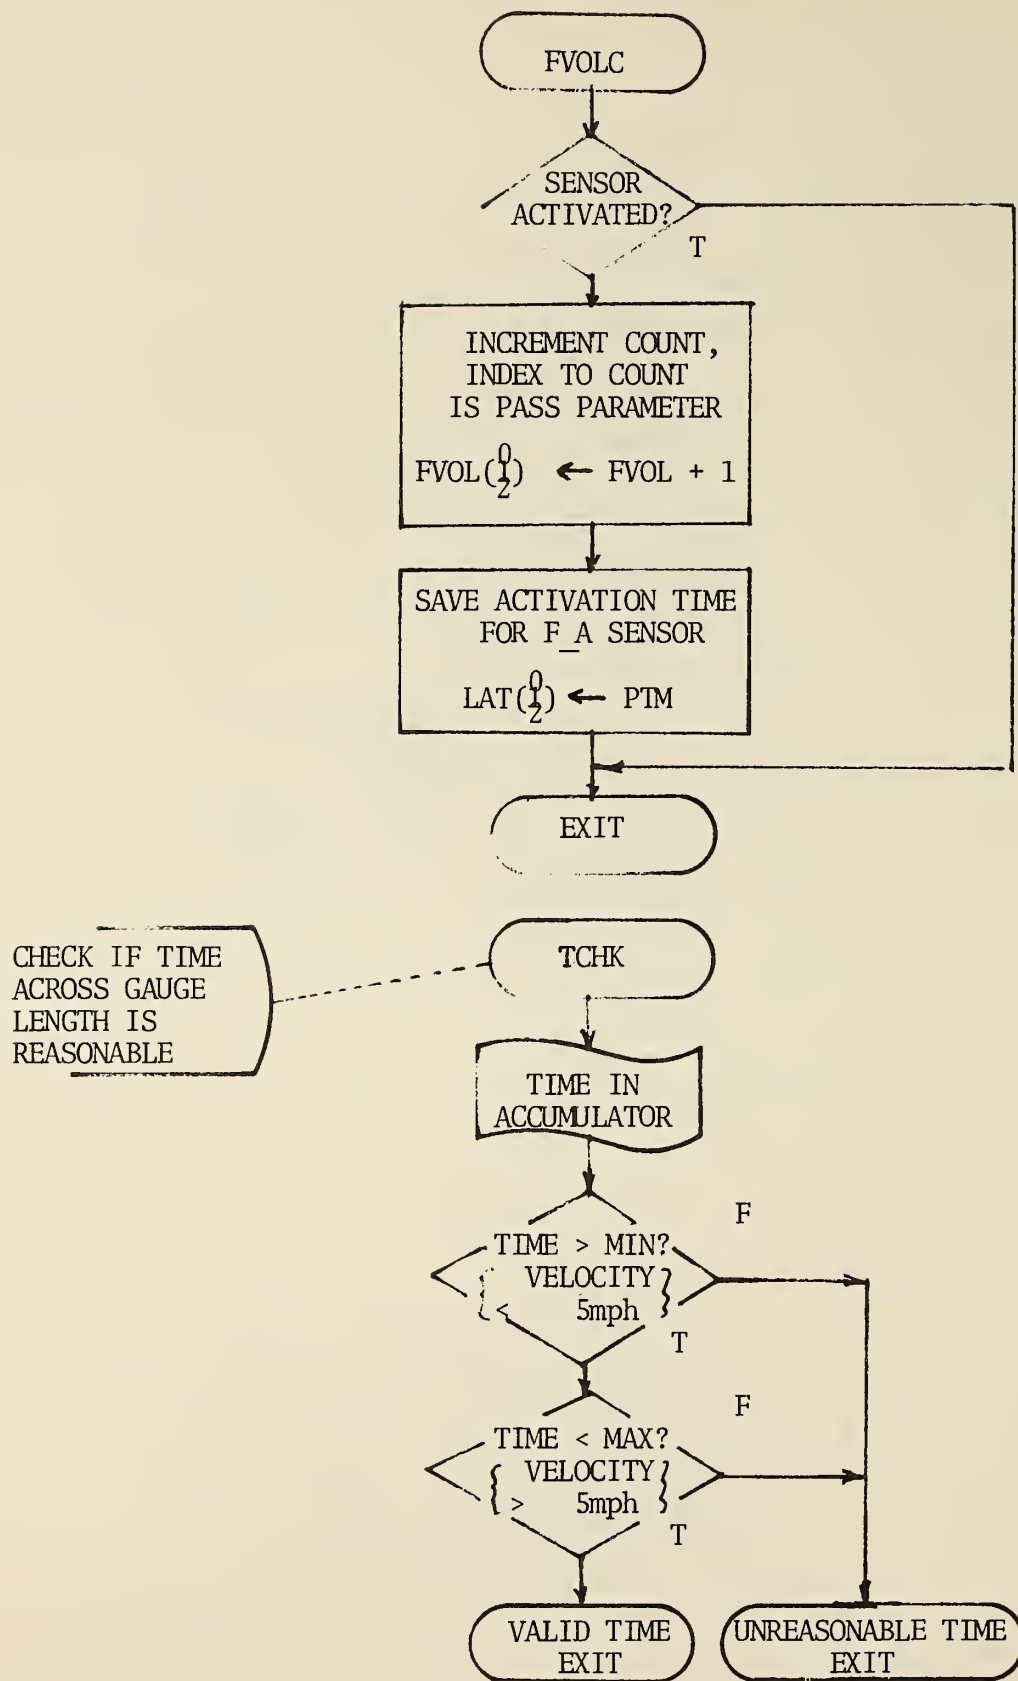 FVOLC
SENSOR
ACTIVATED?
T
INCREMENT COUNT,
INDEX TO COUNT
IS PASS PARAMETER
0
FVOL(1) ← FVOL + 1
2
SAVE ACTIVATION TIME
FOR F_A SENSOR
0
LAT(1) ← PTM
2
EXIT
CHECK IF TIME
ACROSS GAUGE
LENGTH IS
REASONABLE
TCHK
TIME IN
ACCUMULATOR
F
TIME > MIN?
{ VELOCITY }
< 5mph
T
F
TIME < MAX?
{ VELOCITY }
> 5mph
T
VALID TIME
EXIT
UNREASONABLE TIME
EXIT